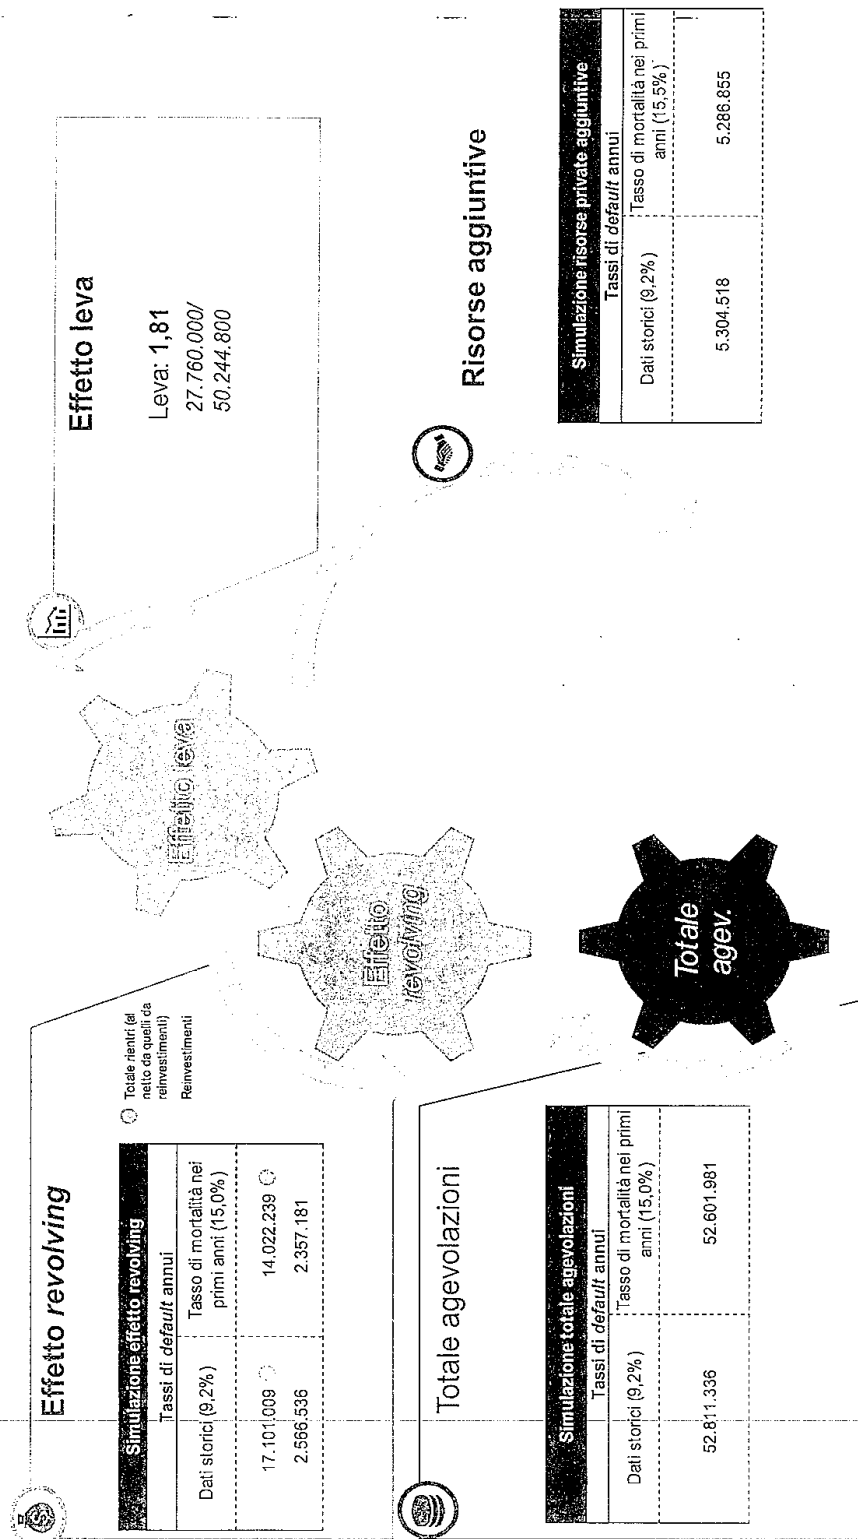 Effetto revolving
Simulazione effetto revolving
Tassi di default annui
Dati storici (9,2%)
Tasso di mortalità nei
primi anni (15,0%)
17.101.009
14.022.239
2.566.536
2.357.181
Totale rientri (al
netto da quelli da
reinvestimenti)
Reinvestimenti
Effetto leva
Leva: 1,81
27.760.000/
50.244.800
Effetto leva
Effetto
revolving
Totale
agev.
Totale agevolazioni
Simulazione totale agevolazioni
Tassi di default annui
Dati storici (9,2%)
Tasso di mortalità nei primi
anni (15,0%)
52.811.336
52.601.981
Risorse aggiuntive
Simulazione risorse private aggiuntive
Tassi di default annui
Dati storici (9,2%)
Tasso di mortalità nei primi
anni (15,5%)
5.304.518
5.286.855